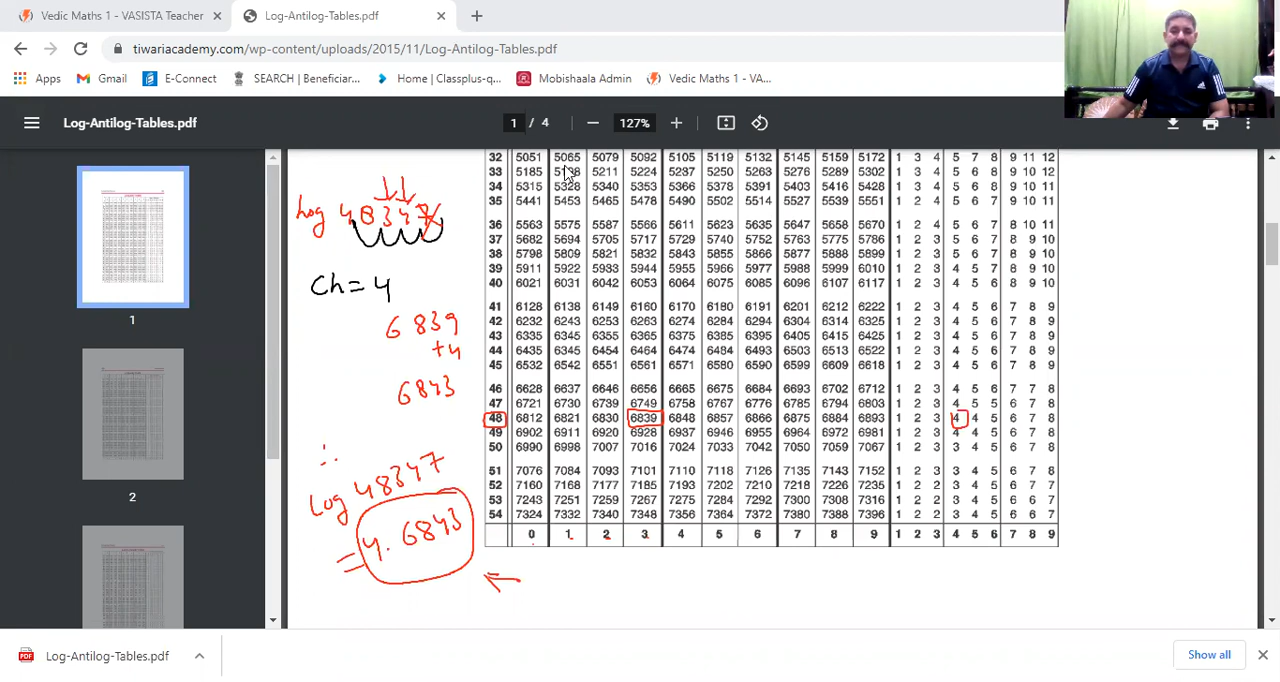 Vedic Maths 1 - VASISTA Teacher
Log-Antilog-Tables.pdf
tiwariacademy.com/wp-content/uploads/2015/11/Log-Antilog-Tables.pdf
Apps Gmail E-Connect SEARCH | Beneficiar... Home | Classplus-q... Mobishaala Admin Vedic Maths 1 - VA...
Log-Antilog-Tables.pdf 1 / 4 127%
1
2
log 48347
Ch = 4
6839
+4
6843
∴
log 48347
= 4.6843
32 5051 5065 5079 5092 5105 5119 5132 5145 5159 5172 1 3 4 5 7 8 9 11 12
33 5185 5211 5224 5237 5250 5263 5276 5289 5302 1 3 4 5 6 8 9 10 12
34 5315 5328 5340 5353 5366 5378 5391 5403 5416 5428 1 3 4 5 6 8 9 10 11
35 5441 5453 5465 5478 5490 5502 5514 5527 5539 5551 1 2 4 5 6 7 9 10 11
36 5563 5575 5587 5566 5611 5623 5635 5647 5658 5670 1 2 4 5 6 7 8 10 11
37 5682 5694 5705 5717 5729 5740 5752 5763 5775 5786 1 2 3 5 6 7 8 9 10
38 5798 5809 5821 5832 5843 5855 5866 5877 5888 5899 1 2 3 5 6 7 8 9 10
39 5911 5922 5933 5944 5955 5966 5977 5988 5999 6010 1 2 3 4 5 6 8 9 10
40 6021 6031 6042 6053 6064 6075 6085 6096 6107 6117 1 2 3 4 5 6 8 9 10
41 6128 6138 6149 6160 6170 6180 6191 6201 6212 6222 1 2 3 4 5 6 7 8 9
42 6232 6243 6253 6263 6274 6284 6294 6304 6314 6325 1 2 3 4 5 6 7 8 9
43 6335 6345 6355 6365 6375 6385 6395 6405 6415 6425 1 2 3 4 5 6 7 8 9
44 6435 6345 6454 6464 6474 6484 6493 6503 6513 6522 1 2 3 4 5 6 7 8 9
45 6532 6542 6551 6561 6571 6580 6590 6599 6609 6618 1 2 3 4 5 6 7 8 9
46 6628 6637 6646 6656 6665 6675 6684 6693 6702 6712 1 2 3 4 5 6 7 7 8
47 6721 6730 6739 6749 6758 6767 6776 6785 6794 6803 1 2 3 4 5 5 6 7 8
48 6812 6821 6830 6839 6848 6857 6866 6875 6884 6893 1 2 3 4 4 5 6 7 8
49 6902 6911 6920 6928 6937 6946 6955 6964 6972 6981 1 2 3 4 4 5 6 7 8
50 6990 6998 7007 7016 7024 7033 7042 7050 7059 7067 1 2 3 3 4 5 6 7 8
51 7076 7084 7093 7101 7110 7118 7126 7135 7143 7152 1 2 3 3 4 5 6 7 8
52 7160 7168 7177 7185 7193 7202 7210 7218 7226 7235 1 2 2 3 4 5 6 7 7
53 7243 7251 7259 7267 7275 7284 7292 7300 7308 7316 1 2 2 3 4 5 6 6 7
54 7324 7332 7340 7348 7356 7364 7372 7380 7388 7396 1 2 2 3 4 5 6 6 7
0 1 2 3 4 5 6 7 8 9 1 2 3 4 5 6 7 8 9
Log-Antilog-Tables.pdf
Show all